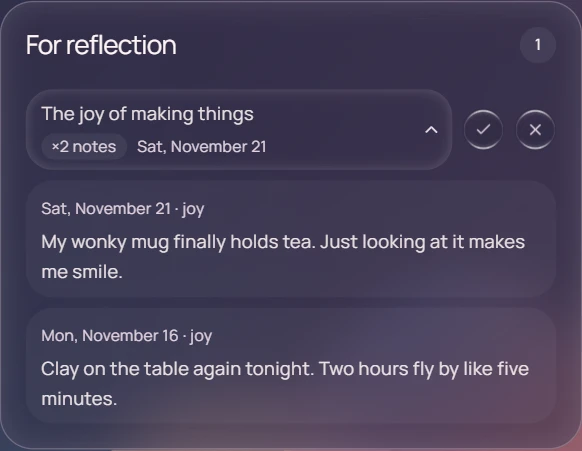 For reflection
1
The joy of making things
×2 notes Sat, November 21
Sat, November 21 · joy
My wonky mug finally holds tea. Just looking at it makes
me smile.
Mon, November 16 · joy
Clay on the table again tonight. Two hours fly by like five
minutes.